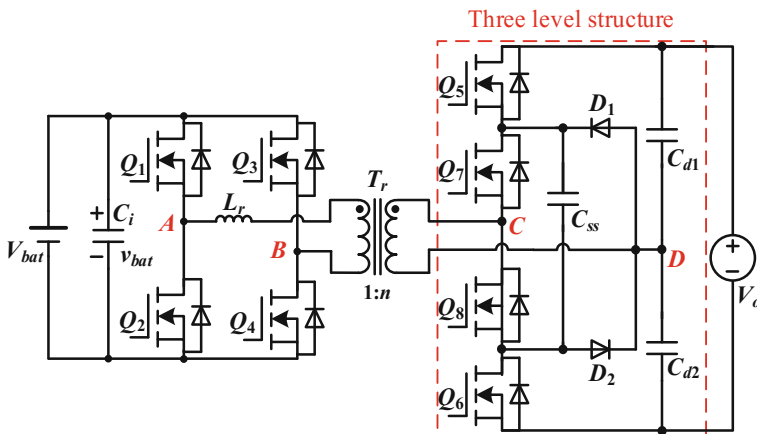 Three level structure
Q5
D1
Q1
Q3
Q7
Cd1
Tr
Css
Lr
A
C
+
Ci
B
D
+
Vbat
−
vbat
−
1:n
Vo
Q2
Q4
Q8
D2
Cd2
Q6